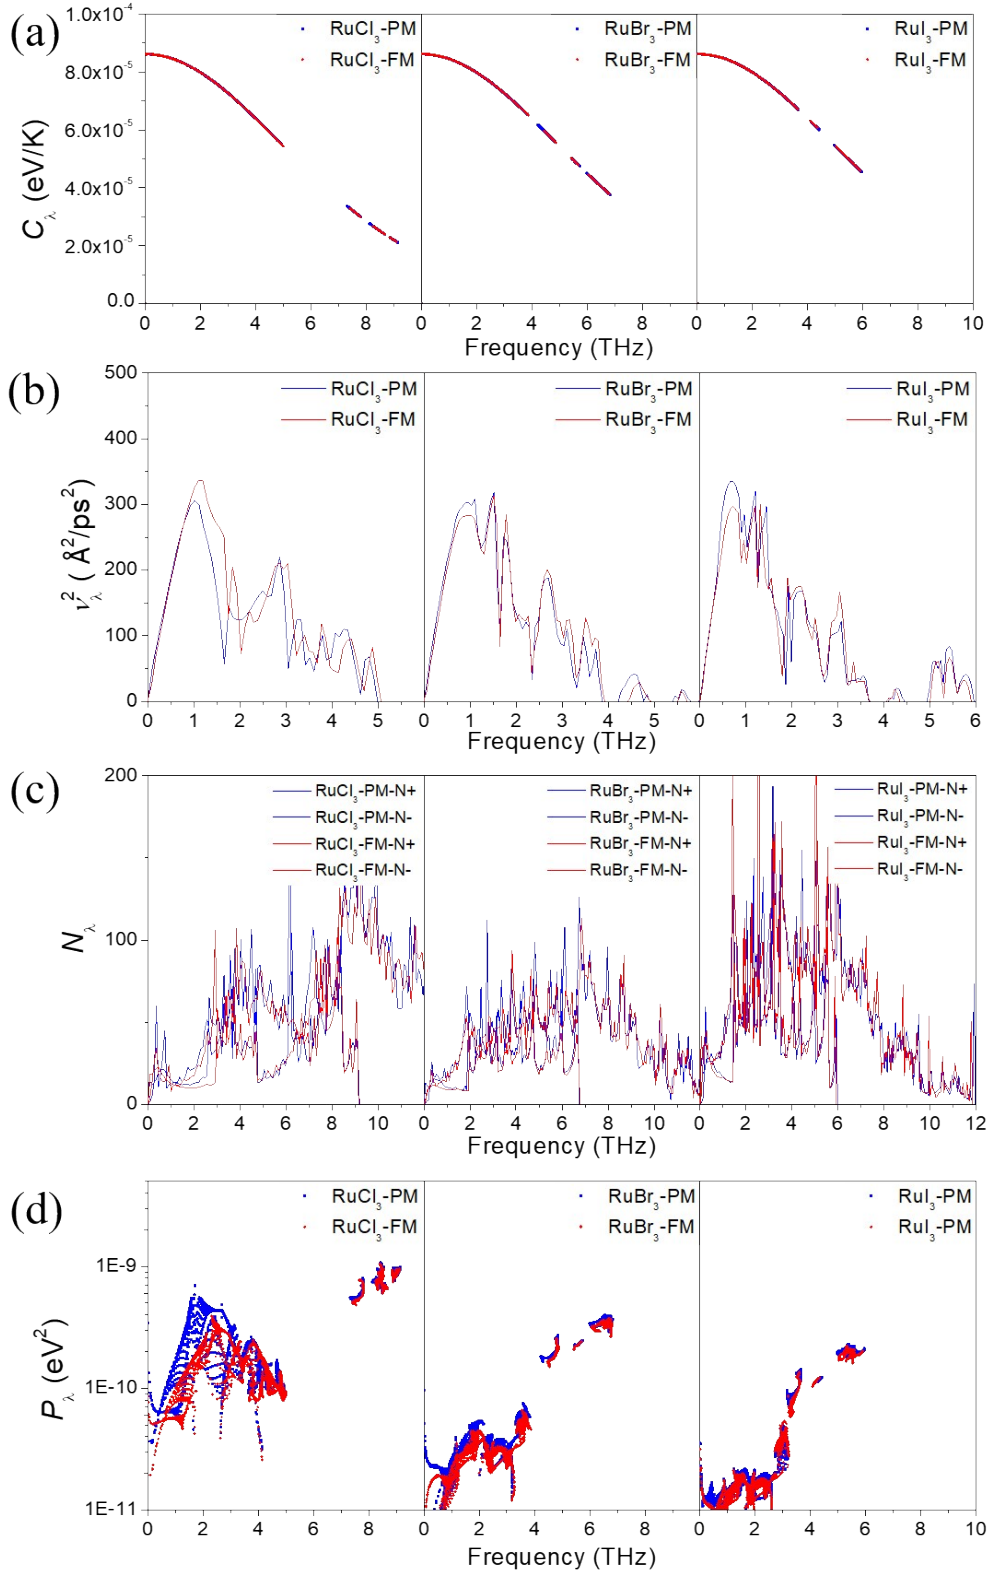 (a)
1.0x10⁻⁴
8.0x10⁻⁵
6.0x10⁻⁵
4.0x10⁻⁵
2.0x10⁻⁵
0.0
C_λ (eV/K)
RuCl₃-PM
RuCl₃-FM
RuBr₃-PM
RuBr₃-FM
RuI₃-PM
RuI₃-FM
0 2 4 6 8 0 2 4 6 8 0 2 4 6 8 10
Frequency (THz)
(b)
500
400
300
200
100
0
v²_λ ( Å²/ps²)
RuCl₃-PM
RuCl₃-FM
RuBr₃-PM
RuBr₃-FM
RuI₃-PM
RuI₃-FM
0 1 2 3 4 5 0 1 2 3 4 5 0 1 2 3 4 5 6
Frequency (THz)
(c)
200
100
0
N_λ
RuCl₃-PM-N+
RuCl₃-PM-N-
RuCl₃-FM-N+
RuCl₃-FM-N-
RuBr₃-PM-N+
RuBr₃-PM-N-
RuBr₃-FM-N+
RuBr₃-FM-N-
RuI₃-PM-N+
RuI₃-PM-N-
RuI₃-FM-N+
RuI₃-FM-N-
0 2 4 6 8 10 0 2 4 6 8 10 0 2 4 6 8 10 12
Frequency (THz)
(d)
1E-9
1E-10
1E-11
P_λ (eV²)
RuCl₃-PM
RuCl₃-FM
RuBr₃-PM
RuBr₃-FM
RuI₃-PM
RuI₃-PM
0 2 4 6 8 0 2 4 6 8 0 2 4 6 8 10
Frequency (THz)